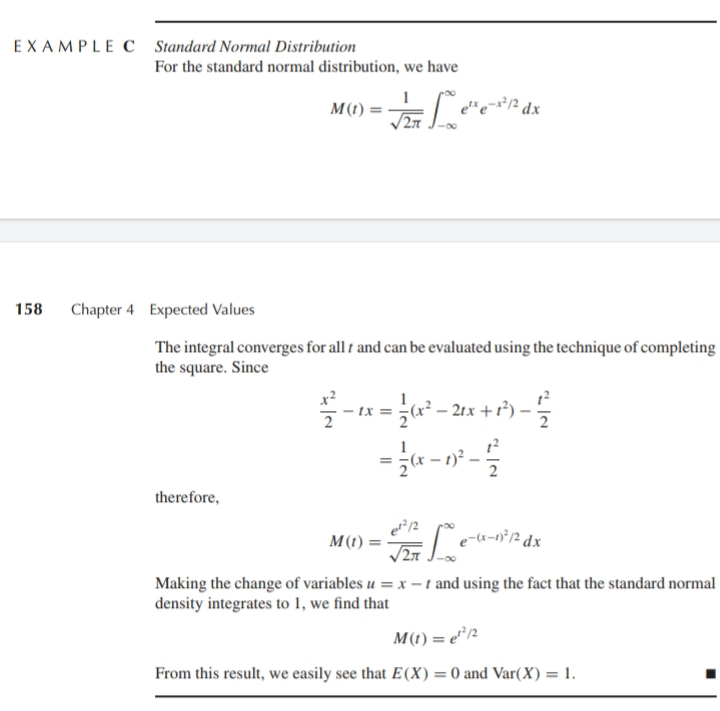 EXAMPLE C Standard Normal Distribution
For the standard normal distribution, we have
M(t) = \frac{1}{\sqrt{2\pi}} \int_{-\infty}^{\infty} e^{tx} e^{-x^2/2} dx
158 Chapter 4 Expected Values
The integral converges for all t and can be evaluated using the technique of completing
the square. Since
\frac{x^2}{2} - tx = \frac{1}{2}(x^2 - 2tx + t^2) - \frac{t^2}{2}
= \frac{1}{2}(x - t)^2 - \frac{t^2}{2}
therefore,
M(t) = \frac{e^{t^2/2}}{\sqrt{2\pi}} \int_{-\infty}^{\infty} e^{-(x-t)^2/2} dx
Making the change of variables u = x - t and using the fact that the standard normal
density integrates to 1, we find that
M(t) = e^{t^2/2}
From this result, we easily see that E(X) = 0 and Var(X) = 1. ■